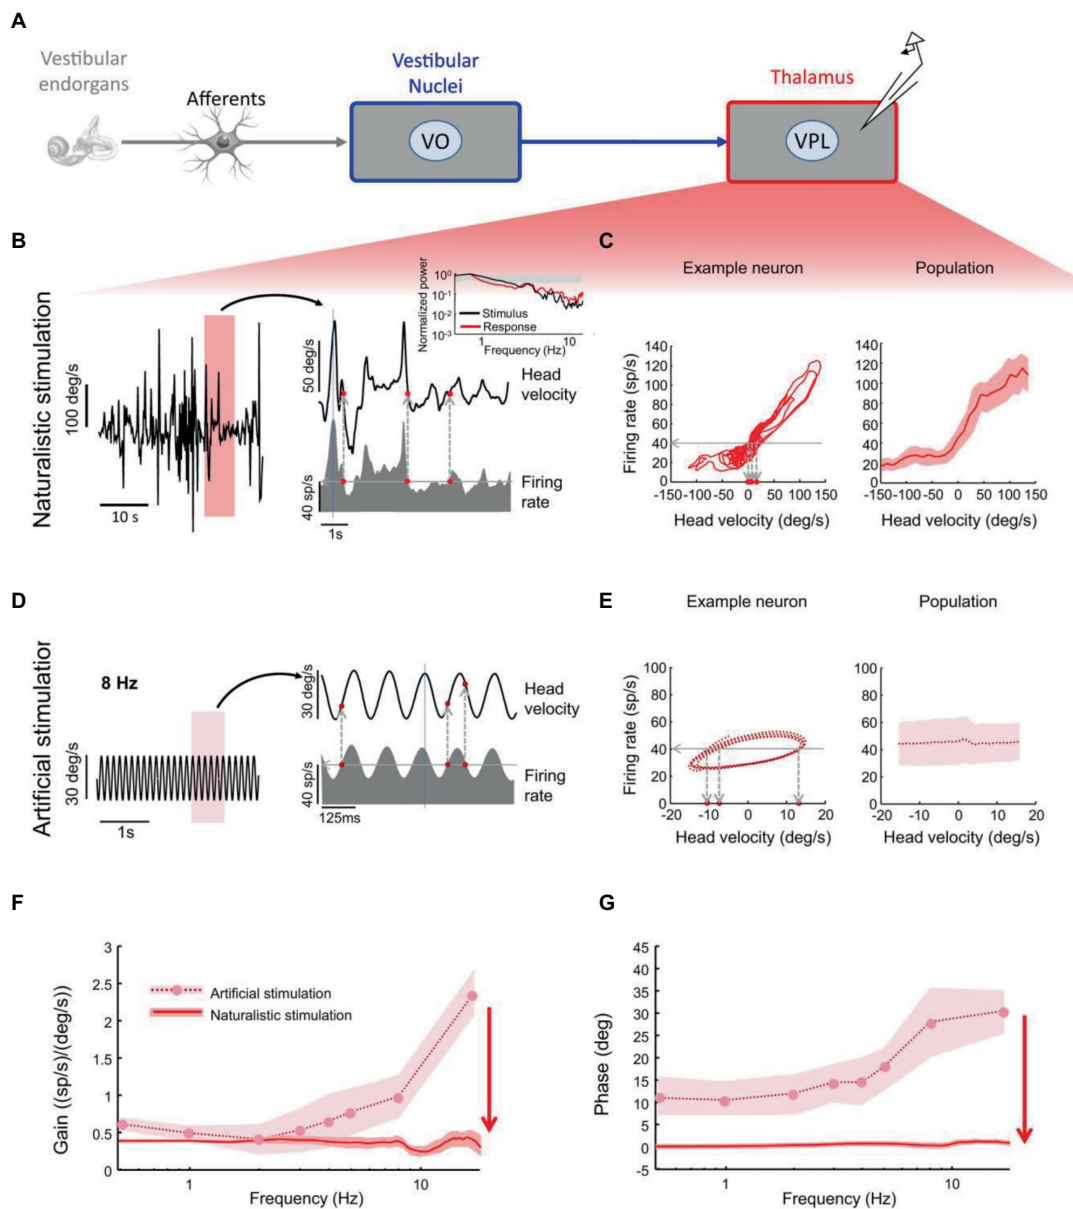 A
Vestibular
endorgans
Afferents
Vestibular
Nuclei
VO
Thalamus
VPL
B
Naturalistic stimulation
100 deg/s
10 s
50 deg/s
40 sp/s
1s
Head
velocity
Firing
rate
Normalized power
10⁰
10⁻¹
10⁻²
10⁻³
Stimulus
Response
1 10
Frequency (Hz)
C
Example neuron
Population
Firing rate (sp/s)
140
120
100
80
60
40
20
0
-150 -100 -50 0 50 100 150
Head velocity (deg/s)
140
120
100
80
60
40
20
0
-150 -100 -50 0 50 100 150
Head velocity (deg/s)
D
Artificial stimulatior
8 Hz
30 deg/s
1s
30 deg/s
40 sp/s
125ms
Head
velocity
Firing
rate
E
Example neuron
Population
Firing rate (sp/s)
100
80
60
40
20
0
-20 -10 0 10 20
Head velocity (deg/s)
100
80
60
40
20
0
-20 -10 0 10 20
Head velocity (deg/s)
F
Gain ((sp/s)/(deg/s))
3
2.5
2
1.5
1
0.5
0
Artificial stimulation
Naturalistic stimulation
1 10
Frequency (Hz)
G
Phase (deg)
45
40
35
30
25
20
15
10
5
0
-5
1 10
Frequency (Hz)